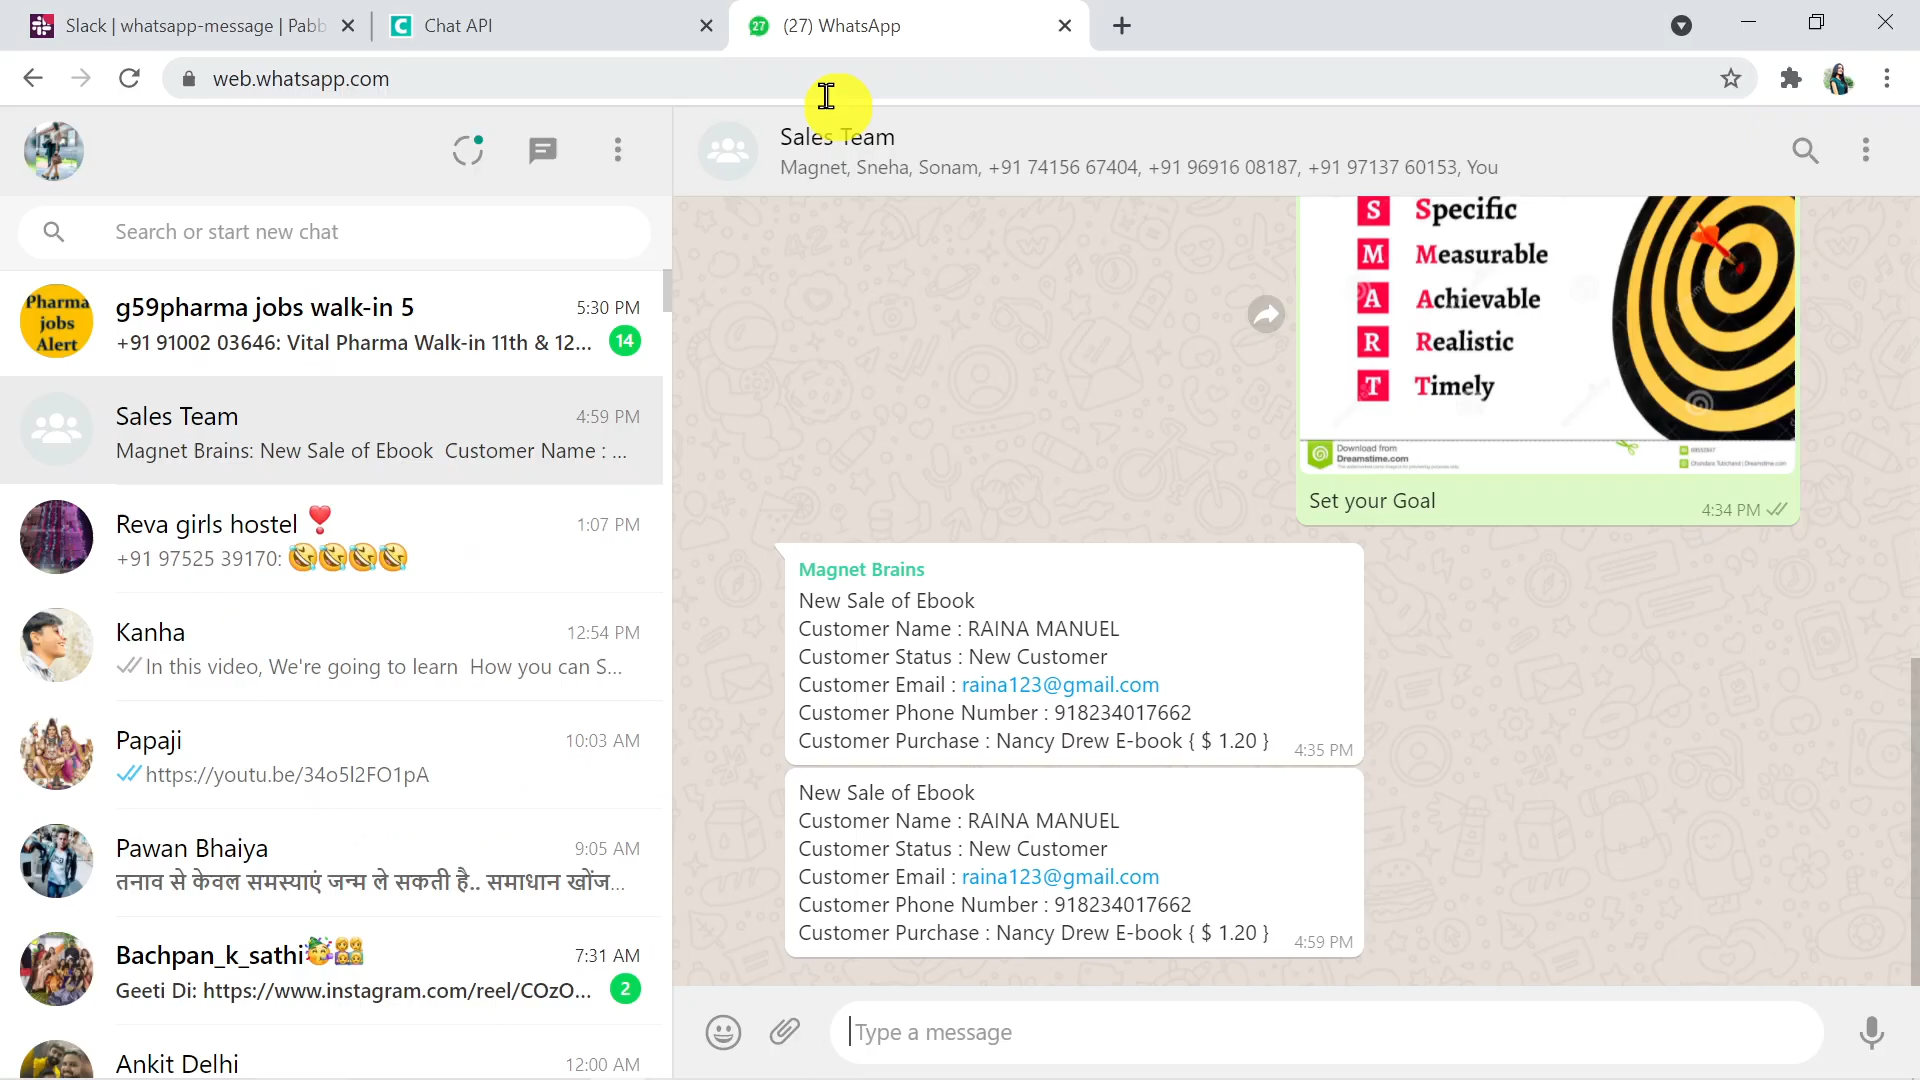 Slack | whatsapp-message | Pabb
Chat API
27
(27) WhatsApp
web.whatsapp.com
Sales Team
Magnet, Sneha, Sonam, +91 74156 67404, +91 96916 08187, +91 97137 60153, You
Search or start new chat
Pharma
jobs
Alert
g59pharma jobs walk-in 5
5:30 PM
+91 91002 03646: Vital Pharma Walk-in 11th & 12...
14
Sales Team
4:59 PM
Magnet Brains: New Sale of Ebook Customer Name : ...
Reva girls hostel ❣️
1:07 PM
+91 97525 39170: 🤣🤣🤣🤣
Kanha
12:54 PM
In this video, We're going to learn How you can S...
Papaji
10:03 AM
https://youtu.be/34o5l2FO1pA
Pawan Bhaiya
9:05 AM
तनाव से केवल समस्याएं जन्म ले सकती है.. समाधान खोंज...
Bachpan_k_sathi🥳👨‍👩‍👧‍👦
7:31 AM
Geeti Di: https://www.instagram.com/reel/COzO...
2
Ankit Delhi
12:00 AM
S Specific
M Measurable
A Achievable
R Realistic
T Timely
Download from
Dreamstime.com
Set your Goal
4:34 PM
Magnet Brains
New Sale of Ebook
Customer Name : RAINA MANUEL
Customer Status : New Customer
Customer Email : raina123@gmail.com
Customer Phone Number : 918234017662
Customer Purchase : Nancy Drew E-book { $ 1.20 }
4:35 PM
New Sale of Ebook
Customer Name : RAINA MANUEL
Customer Status : New Customer
Customer Email : raina123@gmail.com
Customer Phone Number : 918234017662
Customer Purchase : Nancy Drew E-book { $ 1.20 }
4:59 PM
Type a message